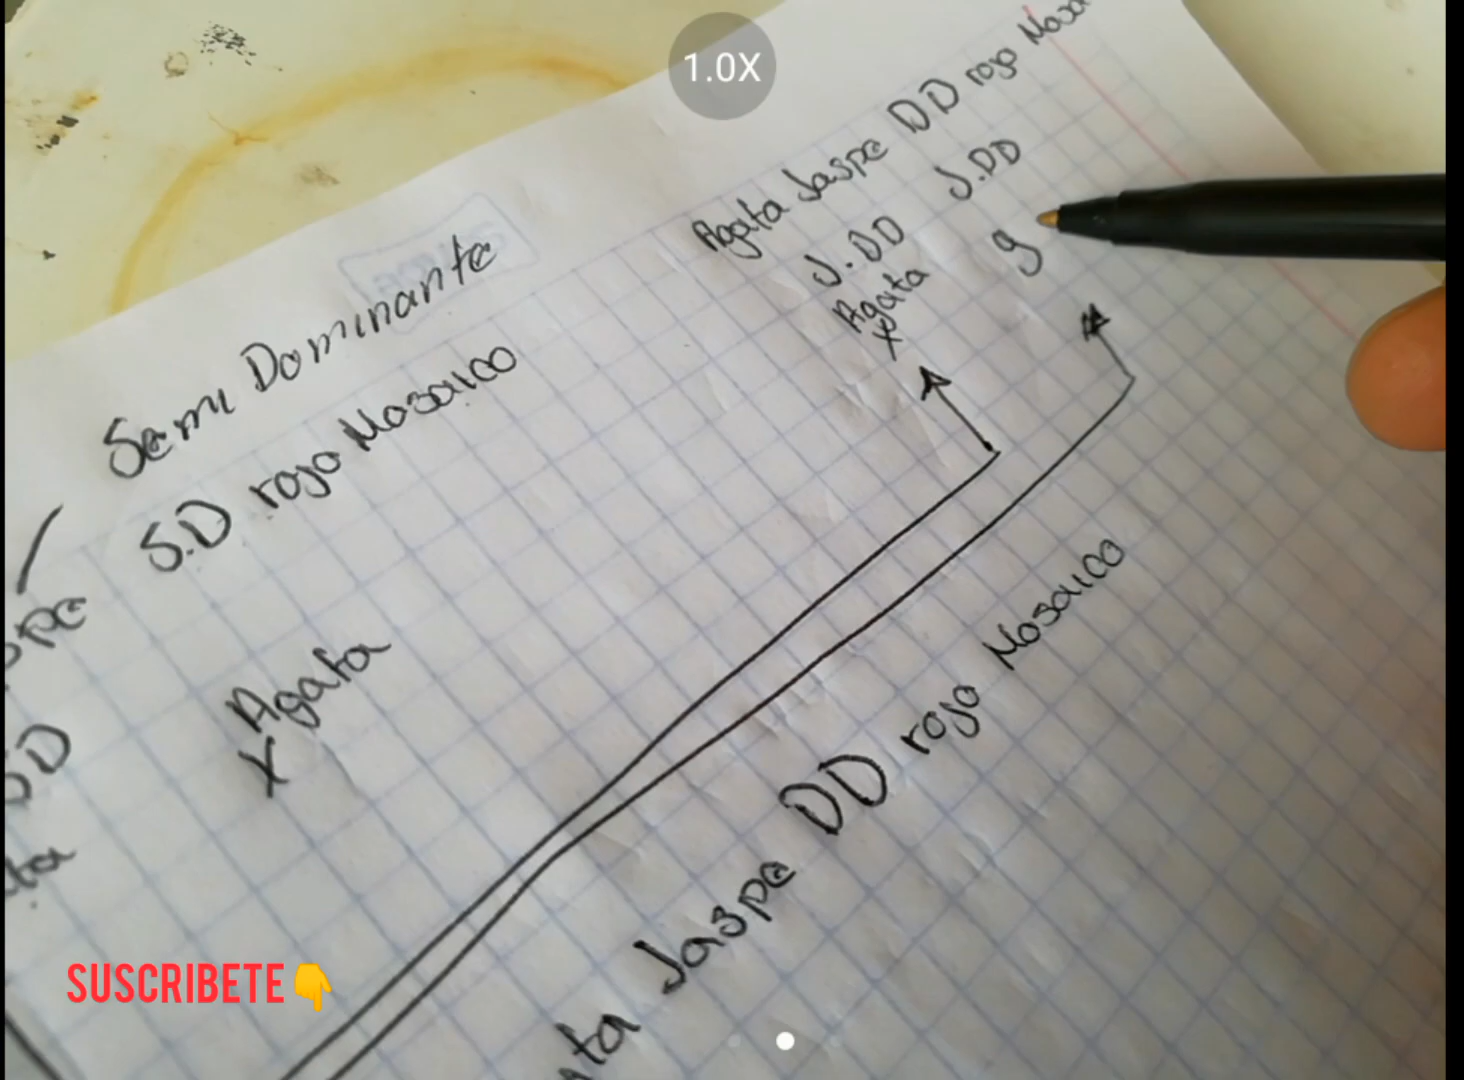 1.0X
Agata Jaspe DD rojo
J.DD J.DD
Agata
x
Semi Dominante
S.D rojo Mosaico
Agata
x
Jaspe DD rojo Mosaico
SUSCRIBETE👇